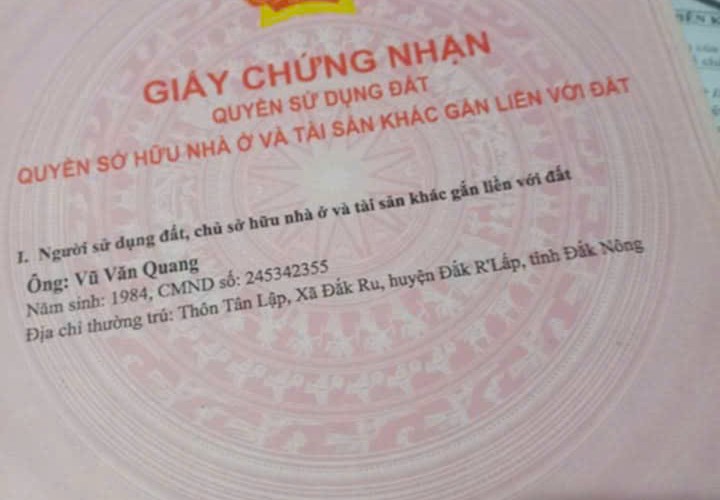 GIẤY CHỨNG NHẬN
QUYỀN SỬ DỤNG ĐẤT
QUYỀN SỞ HỮU NHÀ Ở VÀ TÀI SẢN KHÁC GẮN LIỀN VỚI ĐẤT
I. Người sử dụng đất, chủ sở hữu nhà ở và tài sản khác gắn liền với đất
Ông: Vũ Văn Quang
Năm sinh: 1984, CMND số: 245342355
Địa chỉ thường trú: Thôn Tân Lập, Xã Đắk Ru, huyện Đắk R'Lấp, tỉnh Đắk Nông